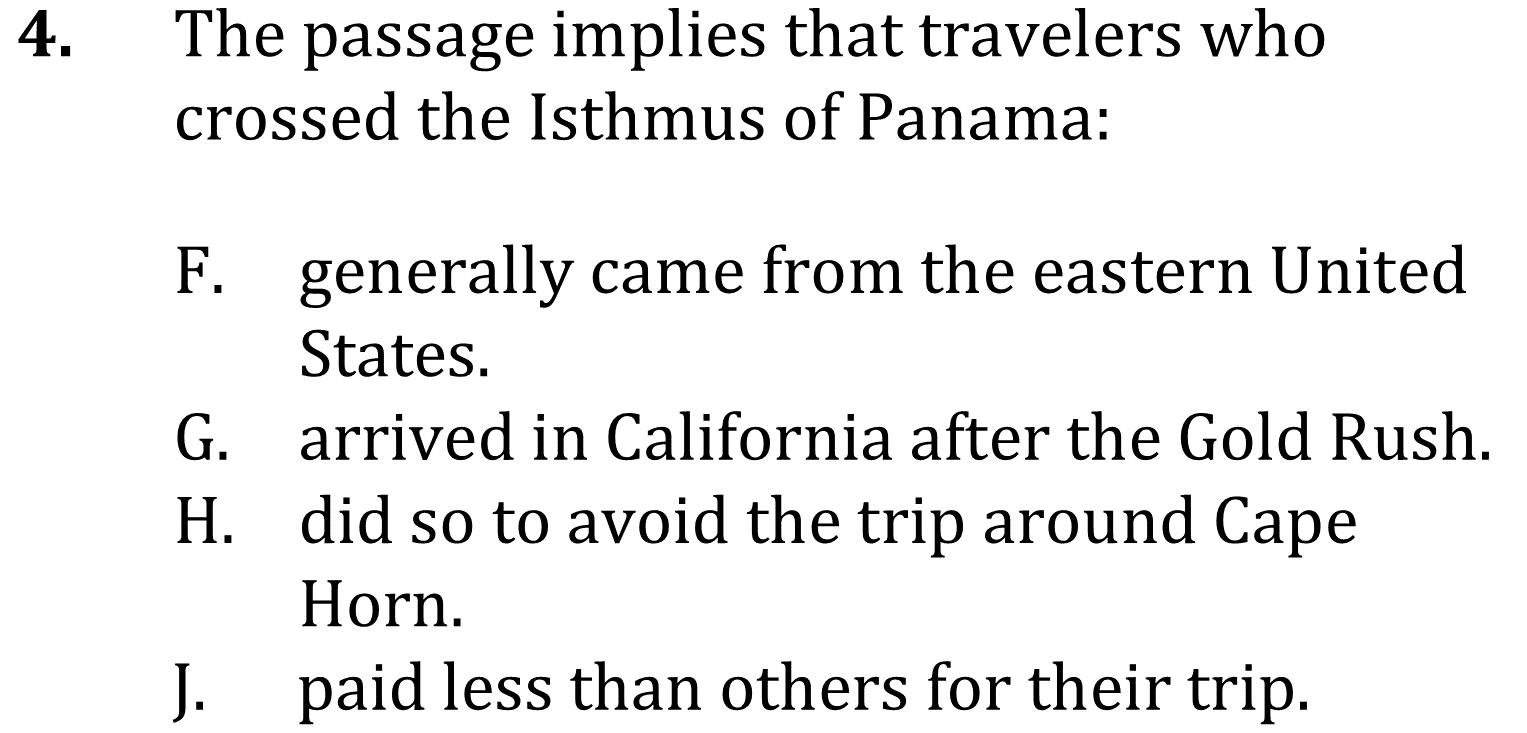 4. The passage implies that travelers who
crossed the Isthmus of Panama:
F. generally came from the eastern United
States.
G. arrived in California after the Gold Rush.
H. did so to avoid the trip around Cape
Horn.
J. paid less than others for their trip.